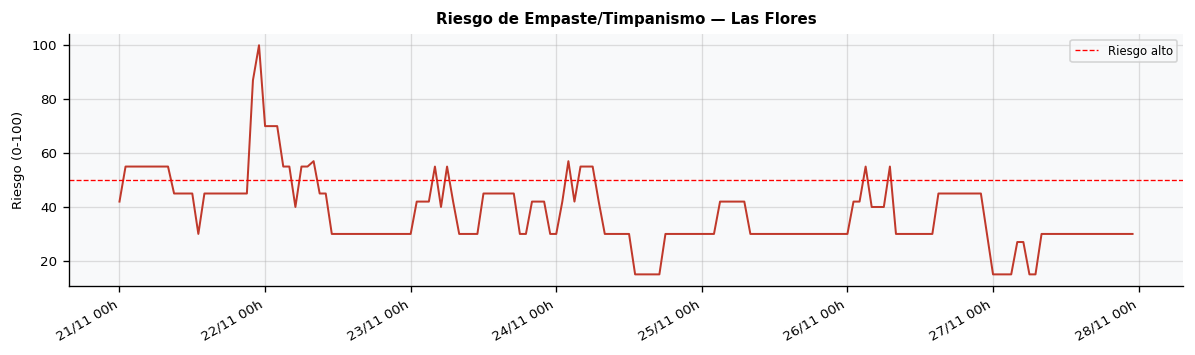 Riesgo de Empaste/Timpanismo — Las Flores
Riesgo alto
Riesgo (0-100)
100
80
60
40
20
21/11 00h
22/11 00h
23/11 00h
24/11 00h
25/11 00h
26/11 00h
27/11 00h
28/11 00h